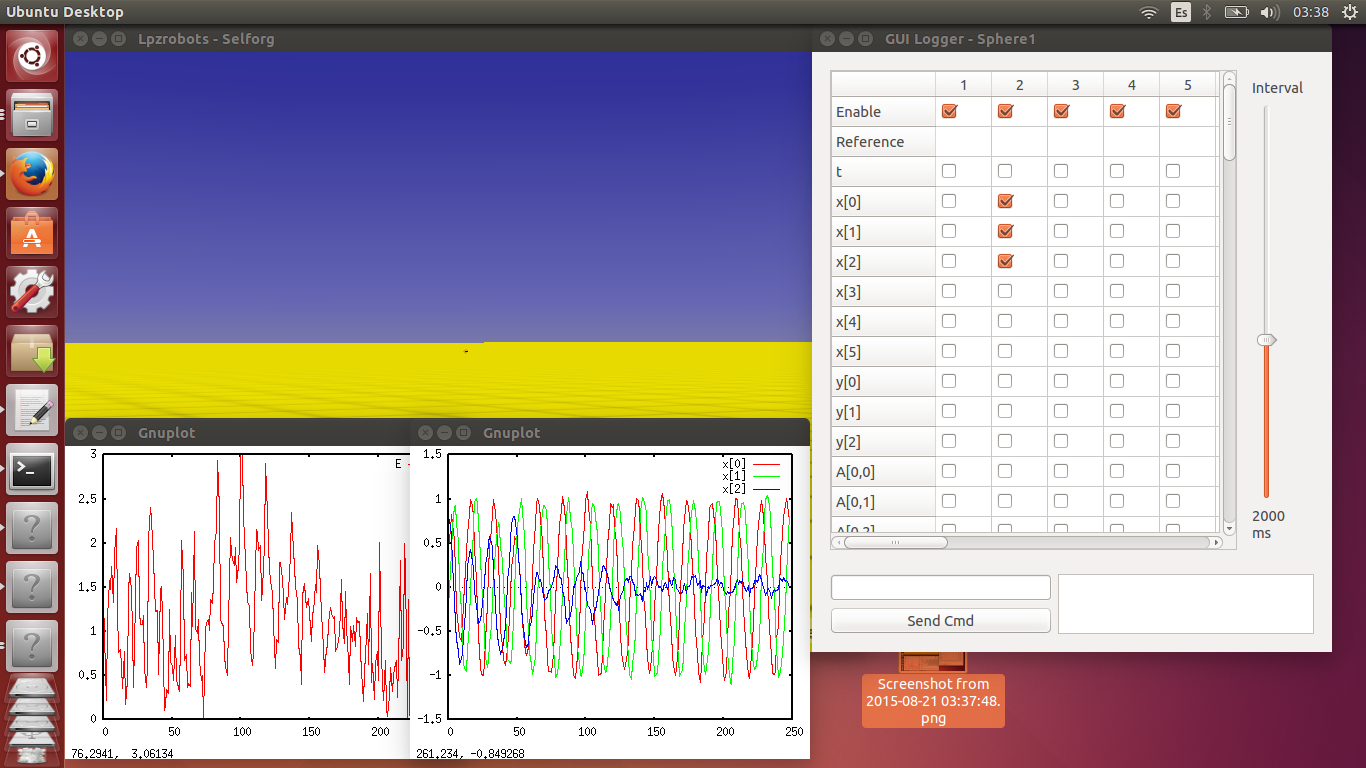 Ubuntu Desktop
Es
03:38
Lpzrobots - Selforg
GUI Logger - Sphere1
1 2 3 4 5
Interval
Enable
Reference
t
x[0]
x[1]
x[2]
x[3]
x[4]
x[5]
y[0]
y[1]
y[2]
A[0,0]
A[0,1]
A[0,2]
2000
ms
Send Cmd
Gnuplot
3
2.5
2
1.5
1
0.5
0
0 50 100 150 200
E
76.2941, 3.06134
Gnuplot
1.5
1
0.5
0
-0.5
-1
-1.5
0 50 100 150 200 250
x[0]
x[1]
x[2]
261.234, -0.849268
Screenshot from
2015-08-21 03:37:48.
png